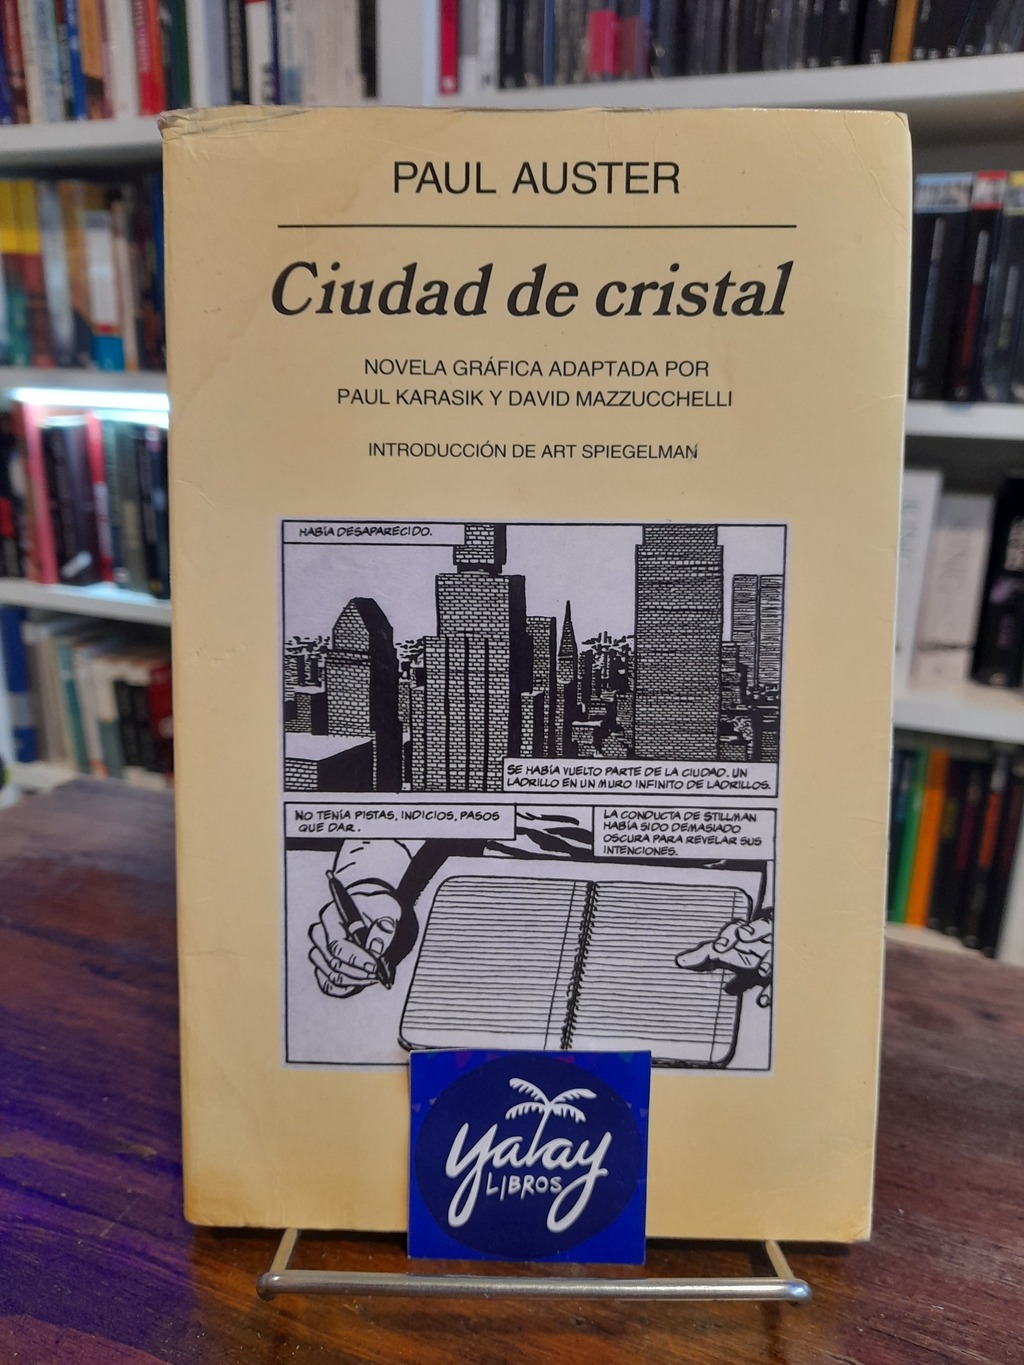 PAUL AUSTER
Ciudad de cristal
NOVELA GRÁFICA ADAPTADA POR
PAUL KARASIK Y DAVID MAZZUCCHELLI
INTRODUCCIÓN DE ART SPIEGELMAN
HABÍA DESAPARECIDO.
SE HABÍA VUELTO PARTE DE LA CIUDAD. UN
LADRILLO EN UN MURO INFINITO DE LADRILLOS.
NO TENÍA PISTAS, INDICIOS, PASOS
QUE DAR.
LA CONDUCTA DE STILLMAN
HABÍA SIDO DEMASIADO
OSCURA PARA REVELAR SUS
INTENCIONES.
yatay
LIBROS